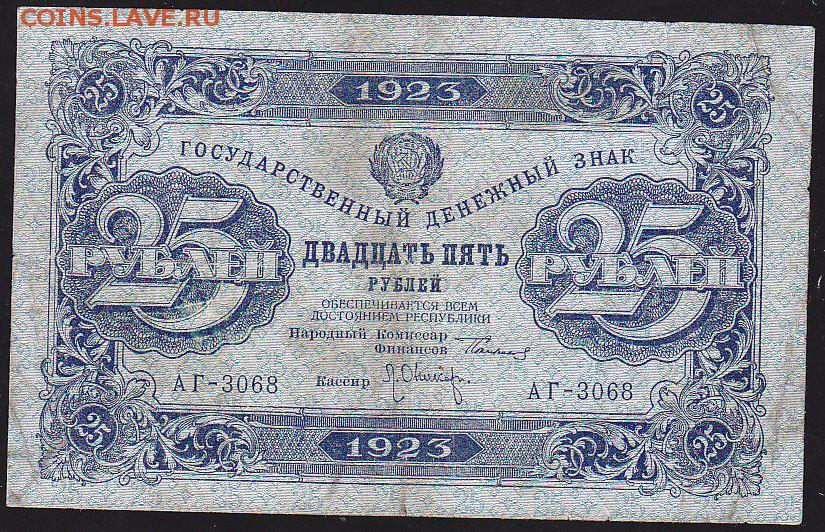 COINS.LAVE.RU
25 1923 25
ГОСУДАРСТВЕННЫЙ ДЕНЕЖНЫЙ ЗНАК
25 РУБЛЕЙ
ДВАДЦАТЬ ПЯТЬ
РУБЛЕЙ
25 РУБЛЕЙ
ОБЕСПЕЧИВАЕТСЯ ВСЕМ
ДОСТОЯНИЕМ РЕСПУБЛИКИ
Народный Комиссар
Финансов
АГ-3068 Кассир АГ-3068
25 1923 25